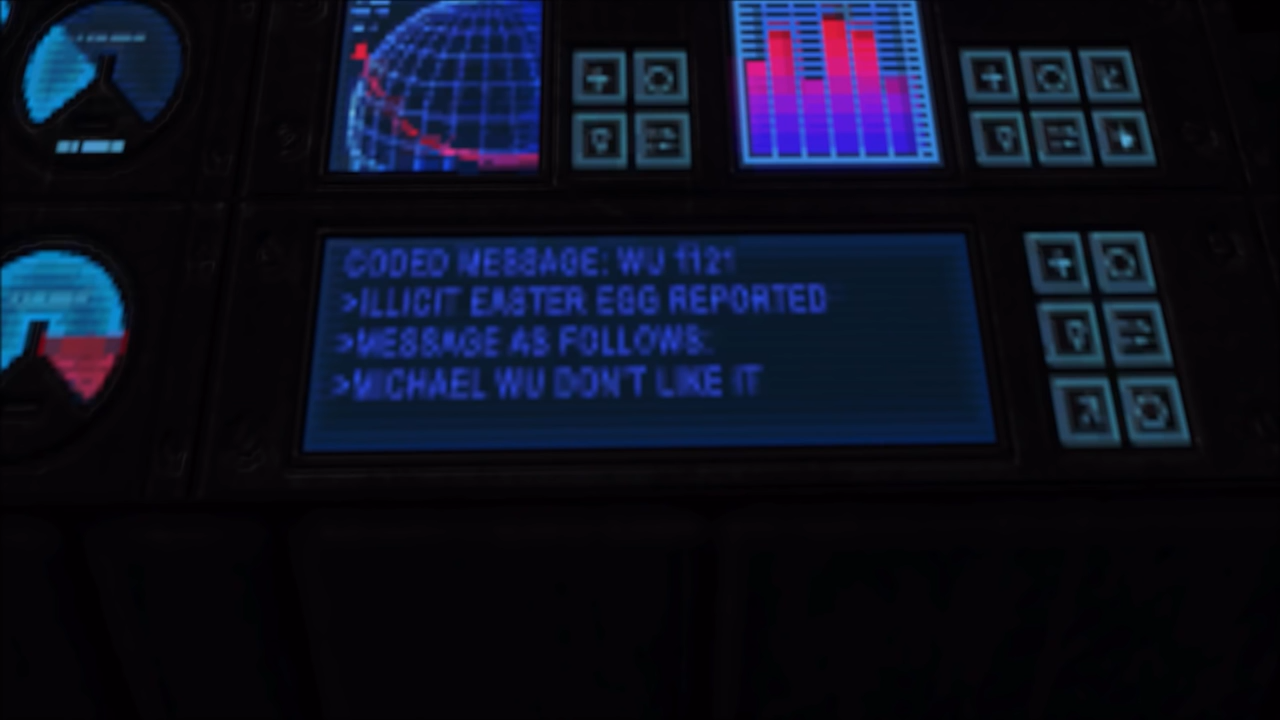 CODED MESSAGE: WU 1121
>ILLICIT EASTER EGG REPORTED
>MESSAGE AS FOLLOWS:
>MICHAEL WU DON'T LIKE IT